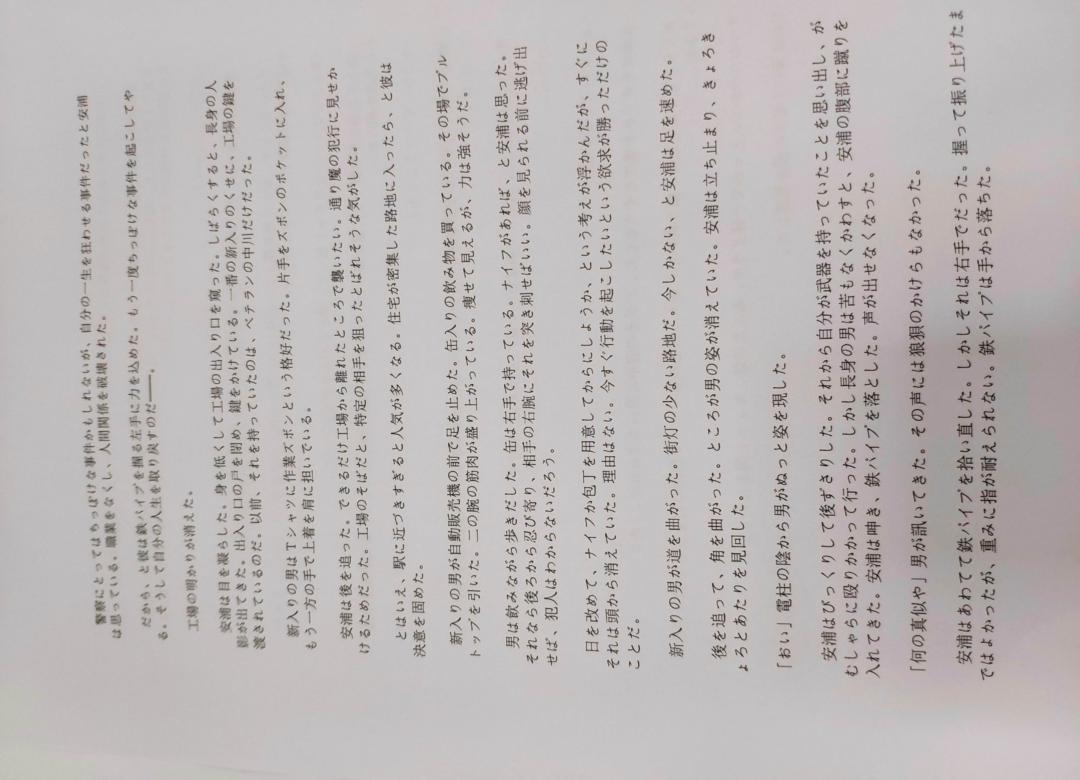 警察にとってはちっぽけな事件かもしれないが、自分の一生を狂わせる事件だったと安浦
は思っている。職業をなくし、人間関係を破壊された。
だから、と彼は鉄パイプを握る左手に力を込めた。もう一度ちっぽけな事件を起こしてや
る。そうして自分の人生を取り戻すのだ――。
工場の明かりが消えた。
安浦は目を凝らした。身を低くして工場の出入り口を窺った。しばらくすると、長身の人
影が出てきた。出入り口の戸を閉め、鍵をかけている。一番の新入りのくせに、工場の鍵を
渡されているのだ。以前、それを持っていたのは、ベテランの中川だけだった。
新入りの男はTシャツに作業ズボンという格好だった。片手をズボンのポケットに入れ、
もう一方の手で上着を肩に担いでいる。
安浦は後を追った。できるだけ工場から離れたところで襲いたい。通り魔の犯行に見せか
けるためだった。工場のそばだと、特定の相手を狙ったとばれそうな気がした。
とはいえ、駅に近づきすぎると人気が多くなる。住宅が密集した路地に入ったら、と彼は
決意を固めた。
新入りの男が自動販売機の前で足を止めた。缶入りの飲み物を買っている。その場でプル
トップを引いた。二の腕の筋肉が盛り上がっている。痩せて見えるが、力は強そうだ。
男は飲みながら歩きだした。缶は右手で持っている。ナイフがあれば、と安浦は思った。
それなら後ろから忍び寄り、相手の右腕にそれを突き刺せばいい。顔を見られる前に逃げ出
せば、犯人はわからないだろう。
日を改めて、ナイフか包丁を用意してからにしようか、という考えが浮かんだが、すぐに
それは頭から消えていた。理由はない。今すぐ行動を起こしたいという欲求が勝っただけの
ことだ。
新入りの男が道を曲がった。街灯の少ない路地だ。今しかない、と安浦は足を速めた。
後を追って、角を曲がった。ところが男の姿が消えていた。安浦は立ち止まり、きょろき
ょろとあたりを見回した。
「おい」電柱の陰から男がぬっと姿を現した。
安浦はびっくりして後ずさりした。それから自分が武器を持っていたことを思い出し、が
むしゃらに殴りかかって行った。しかし長身の男は苦もなくかわすと、安浦の腹部に蹴りを
入れてきた。安浦は呻き、鉄パイプを落とした。声が出せなくなった。
「何の真似や」男が訊いてきた。その声には狼狽のかけらもなかった。
安浦はあわてて鉄パイプを拾い直した。しかしそれは右手でだった。握って振り上げたま
ではよかったが、重みに指が耐えられない。鉄パイプは手から落ちた。